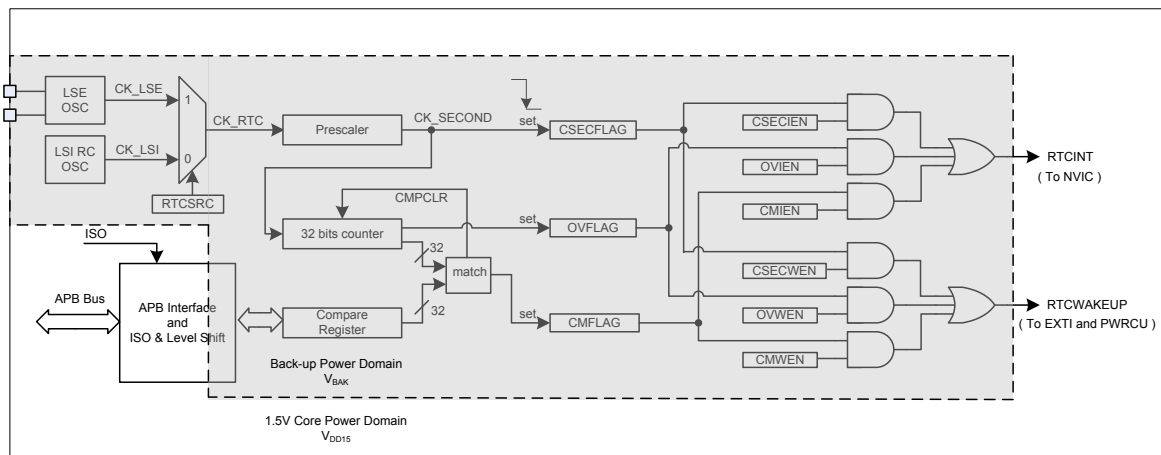 LSE
OSC
CK_LSE
1
LSI RC
OSC
CK_LSI
0
RTCSRC
CK_RTC
Prescaler
CK_SECOND
set
CSECFLAG
CSECIEN
OVIEN
CMIEN
RTCINT
( To NVIC )
CMPCLR
32 bits counter
32
match
set
OVFLAG
ISO
APB Bus
APB Interface
and
ISO & Level Shift
Compare
Register
32
set
CMFLAG
CSECWEN
OVWEN
CMWEN
RTCWAKEUP
( To EXTI and PWRCU )
Back-up Power Domain
VBAK
1.5V Core Power Domain
VDD15